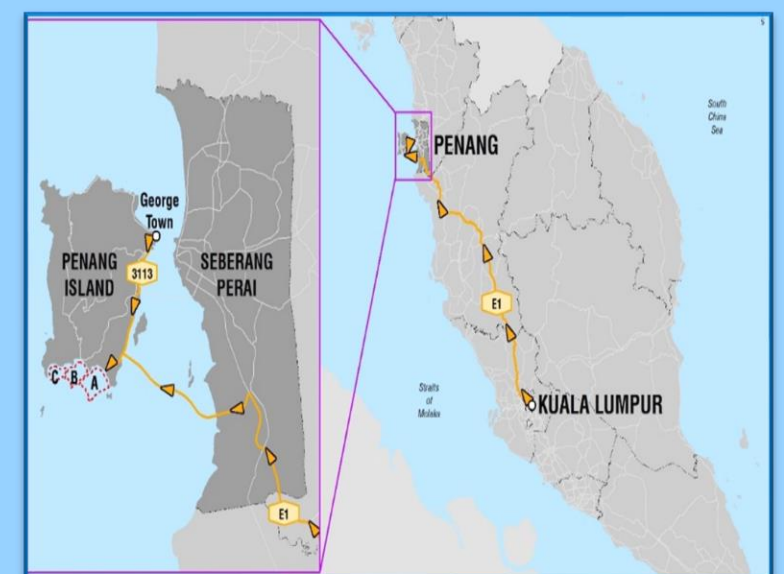 George
Town
PENANG
ISLAND
3113
SEBERANG
PERAI
C
B
A
E1
PENANG
E1
KUALA LUMPUR
Straits
of
Melaka
South
China
Sea
S